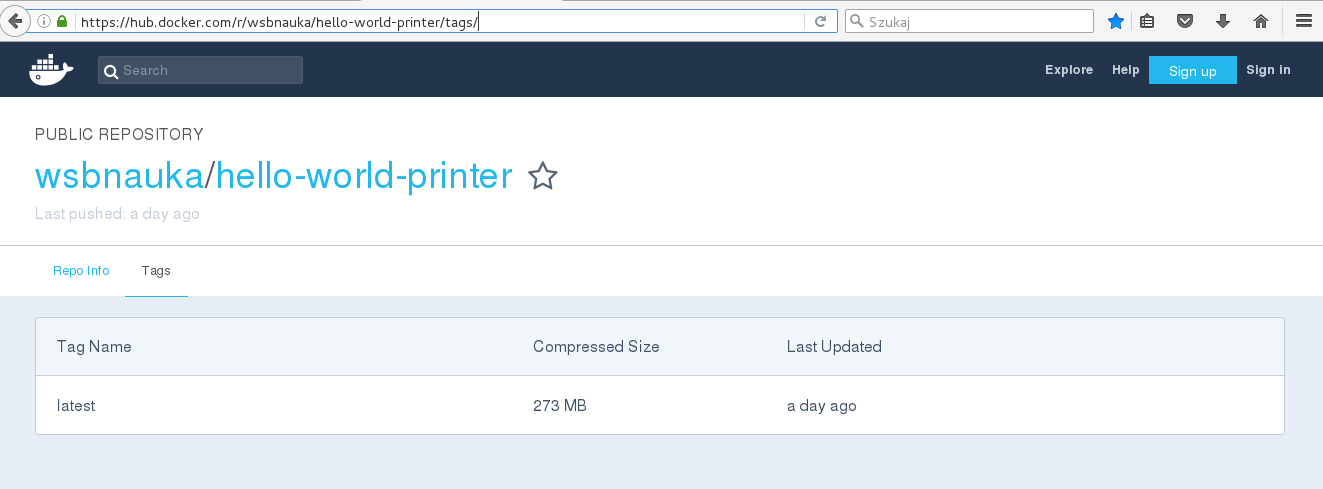 https://hub.docker.com/r/wsbnauka/hello-world-printer/tags/ Szukaj
Search Explore Help Sign up Sign in
PUBLIC REPOSITORY
wsbnauka/hello-world-printer
Last pushed: a day ago
Repo Info Tags
Tag Name Compressed Size Last Updated
latest 273 MB a day ago